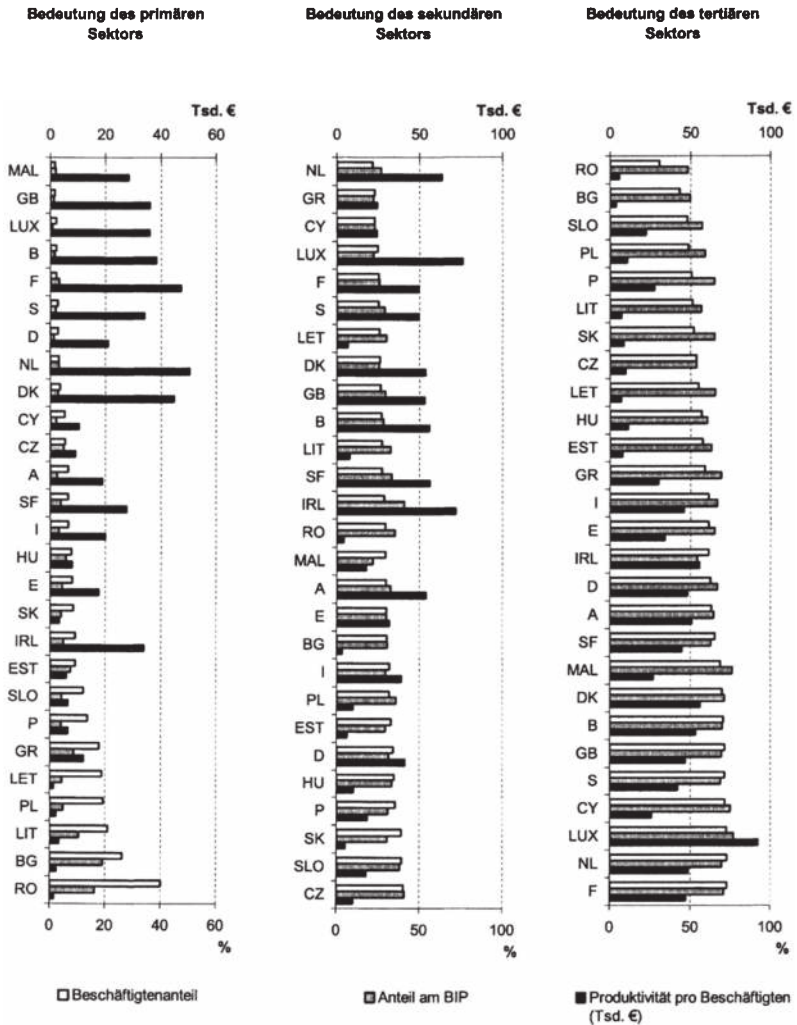 Bedeutung des primären
Sektors
Tsd. €
0 20 40 60
MAL
GB
LUX
B
F
S
D
NL
DK
CY
CZ
A
SF
I
HU
E
SK
IRL
EST
SLO
P
GR
LET
PL
LIT
BG
RO
0 20 40 60
%
Bedeutung des sekundären
Sektors
Tsd. €
0 50 100
NL
GR
CY
LUX
F
S
LET
DK
GB
B
LIT
SF
IRL
RO
MAL
A
E
BG
I
PL
EST
D
HU
P
SK
SLO
CZ
0 50 100
%
Bedeutung des tertiären
Sektors
Tsd. €
0 50 100
RO
BG
SLO
PL
P
LIT
SK
CZ
LET
HU
EST
GR
I
E
IRL
D
A
SF
MAL
DK
B
GB
S
CY
LUX
NL
F
0 50 100
%
Beschäftigtenanteil
Anteil am BIP
Produktivität pro Beschäftigten
(Tsd. €)